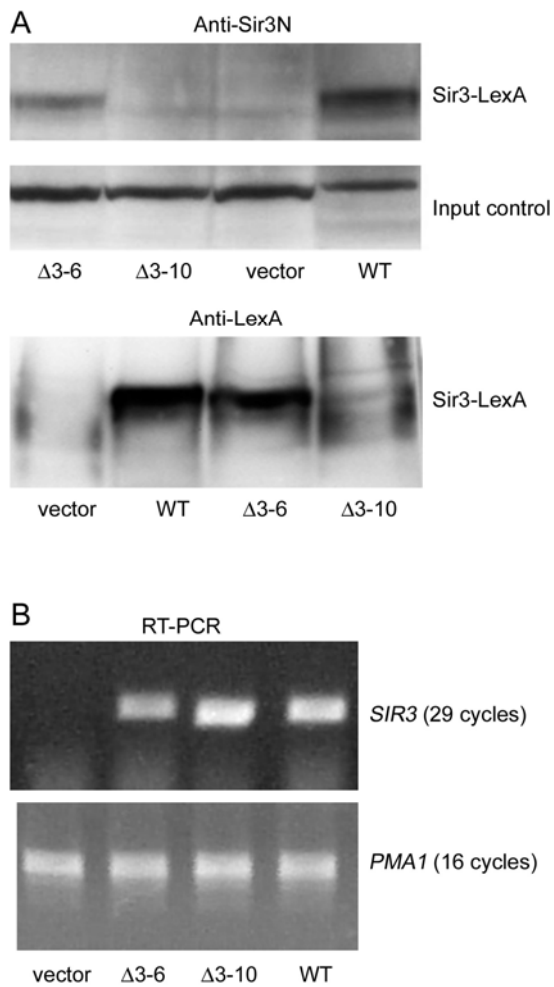 A
Anti-Sir3N
Sir3-LexA
Input control
Δ3-6 Δ3-10 vector WT
Anti-LexA
Sir3-LexA
vector WT Δ3-6 Δ3-10
B
RT-PCR
SIR3 (29 cycles)
PMA1 (16 cycles)
vector Δ3-6 Δ3-10 WT